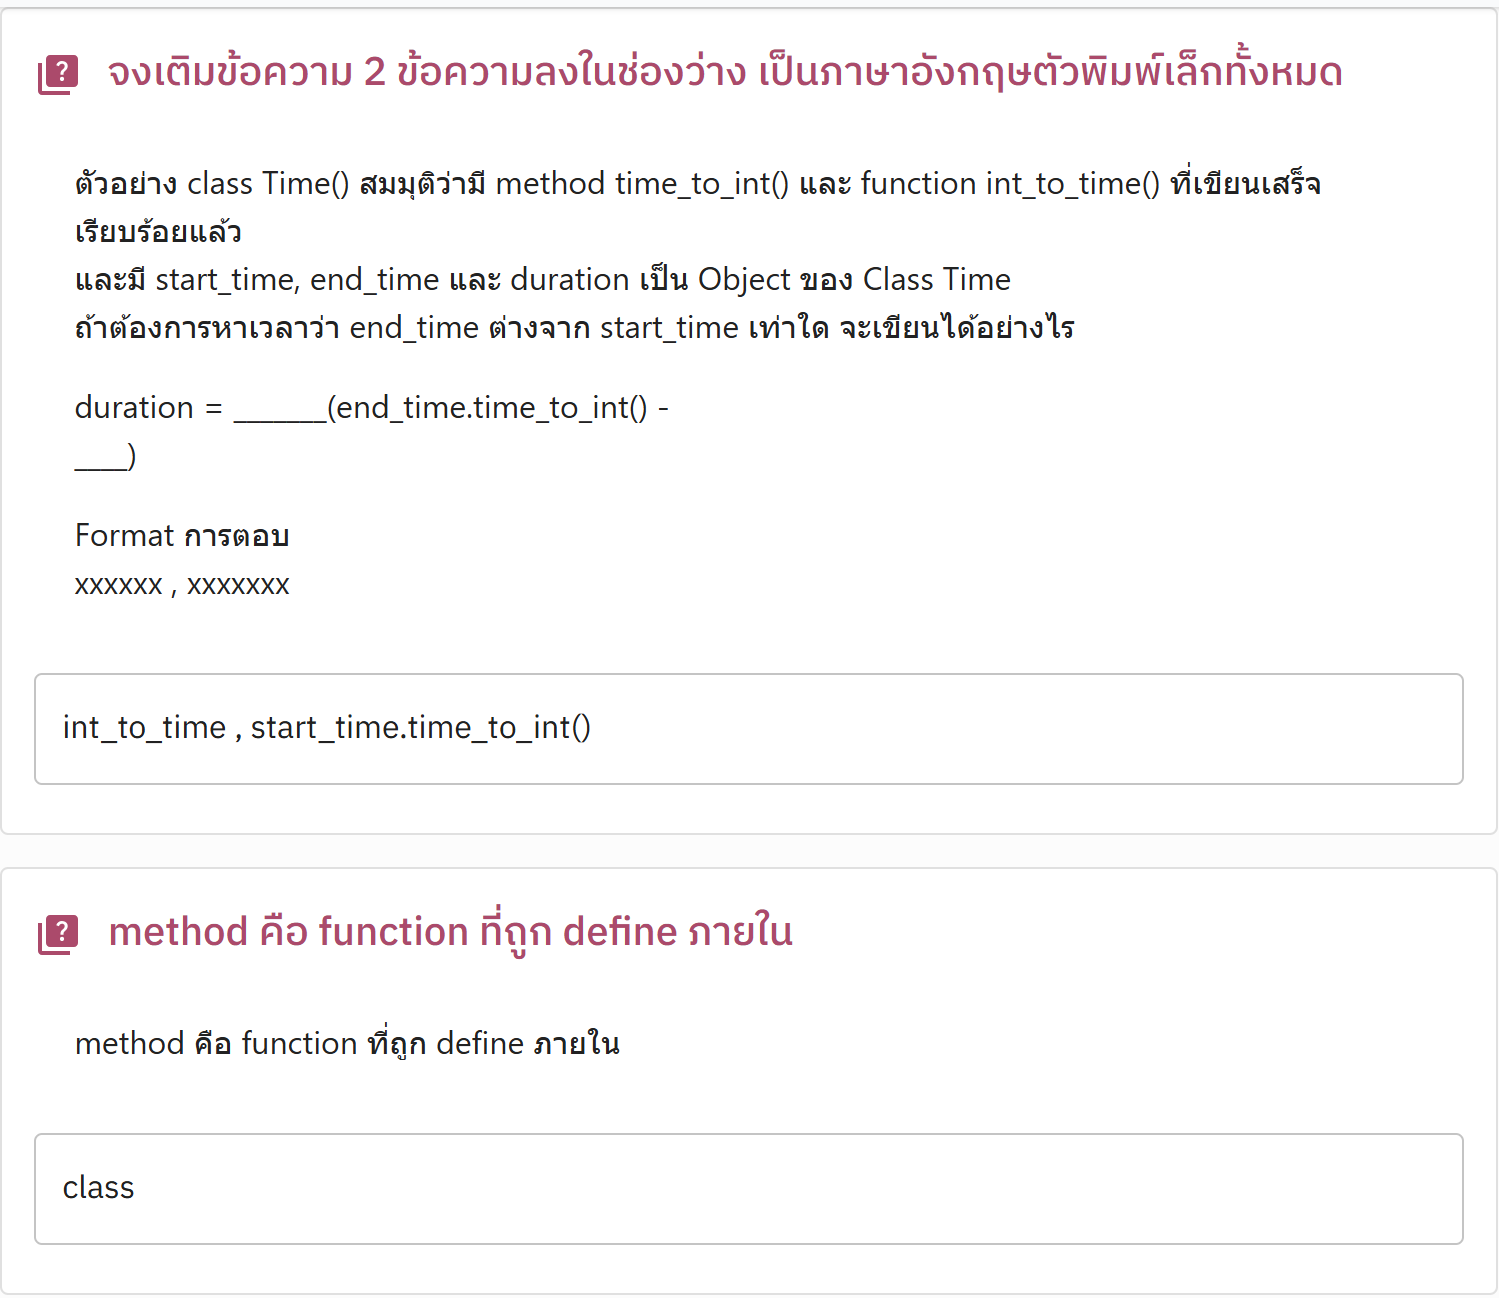 จงเติมข้อความ 2 ข้อความลงในช่องว่าง เป็นภาษาอังกฤษตัวพิมพ์เล็กทั้งหมด
ตัวอย่าง class Time() สมมุติว่ามี method time_to_int() และ function int_to_time() ที่เขียนเสร็จ
เรียบร้อยแล้ว
และมี start_time, end_time และ duration เป็น Object ของ Class Time
ถ้าต้องการหาเวลาว่า end_time ต่างจาก start_time เท่าใด จะเขียนได้อย่างไร
duration = _______(end_time.time_to_int() -
____)
Format การตอบ
xxxxxx , xxxxxxx
int_to_time , start_time.time_to_int()
method คือ function ที่ถูก define ภายใน
method คือ function ที่ถูก define ภายใน
class